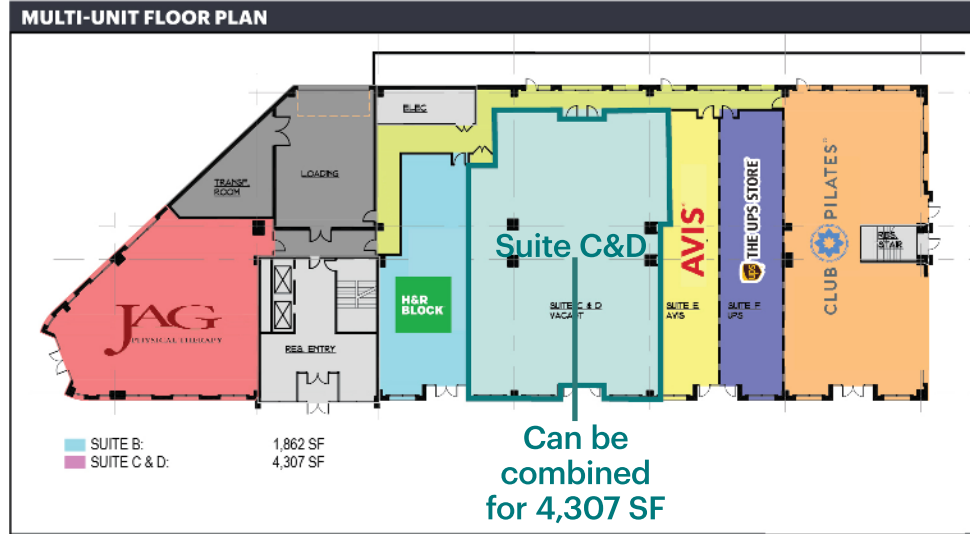 MULTI-UNIT FLOOR PLAN
ELEC
TRANSF.
ROOM
LOADING
JAG
PHYSICAL THERAPY
RES. ENTRY
H&R
BLOCK
Suite C&D
SUITE C & D
VACANT
AVIS
SUITE E
AVIS
THE UPS STORE
ups
SUITE F
UPS
CLUB PILATES
RES.
STAIR
SUITE B: 1,862 SF
SUITE C & D: 4,307 SF
Can be
combined
for 4,307 SF